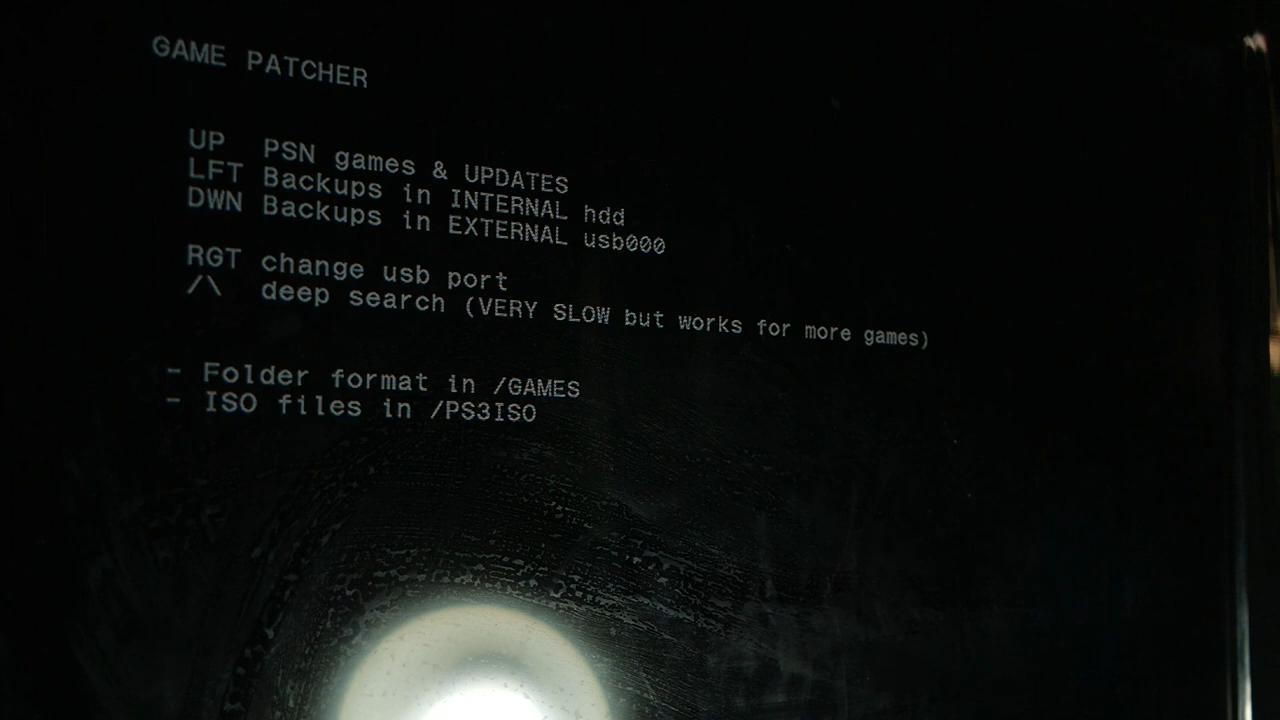 GAME PATCHER
UP PSN games & UPDATES
LFT Backups in INTERNAL hdd
DWN Backups in EXTERNAL usb000
RGT change usb port
/\ deep search (VERY SLOW but works for more games)
- Folder format in /GAMES
- ISO files in /PS3ISO